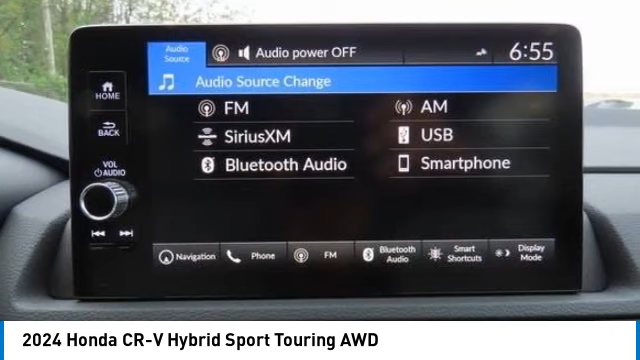 Audio
Source
Audio power OFF
6:55
Audio Source Change
HOME
BACK
VOL
AUDIO
FM
AM
SiriusXM
USB
Bluetooth Audio
Smartphone
Navigation
Phone
FM
Bluetooth
Audio
Smart
Shortcuts
Display
Mode
2024 Honda CR-V Hybrid Sport Touring AWD